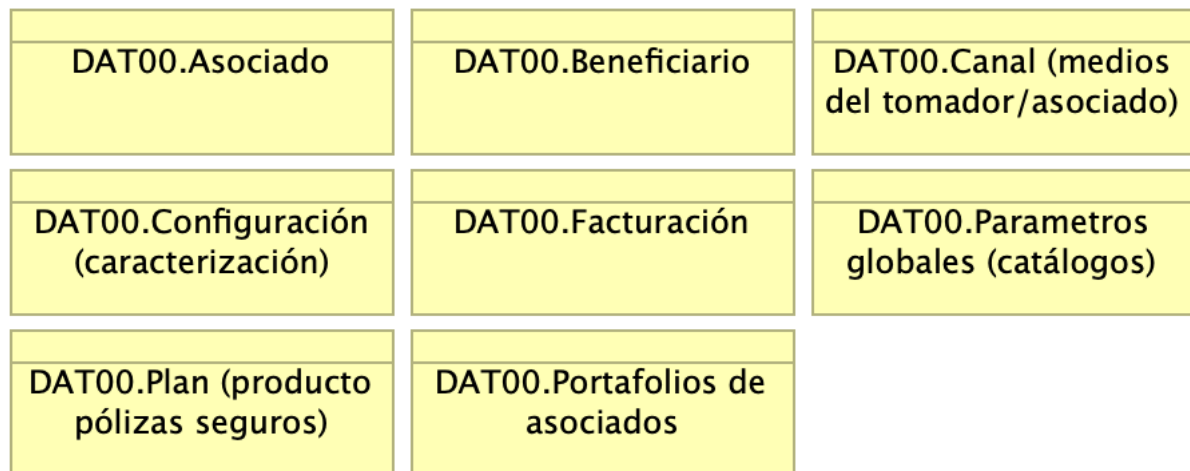 DAT00.Asociado
DAT00.Beneficiario
DAT00.Canal (medios
del tomador/asociado)
DAT00.Configuración
(caracterización)
DAT00.Facturación
DAT00.Parametros
globales (catálogos)
DAT00.Plan (producto
pólizas seguros)
DAT00.Portafolios de
asociados